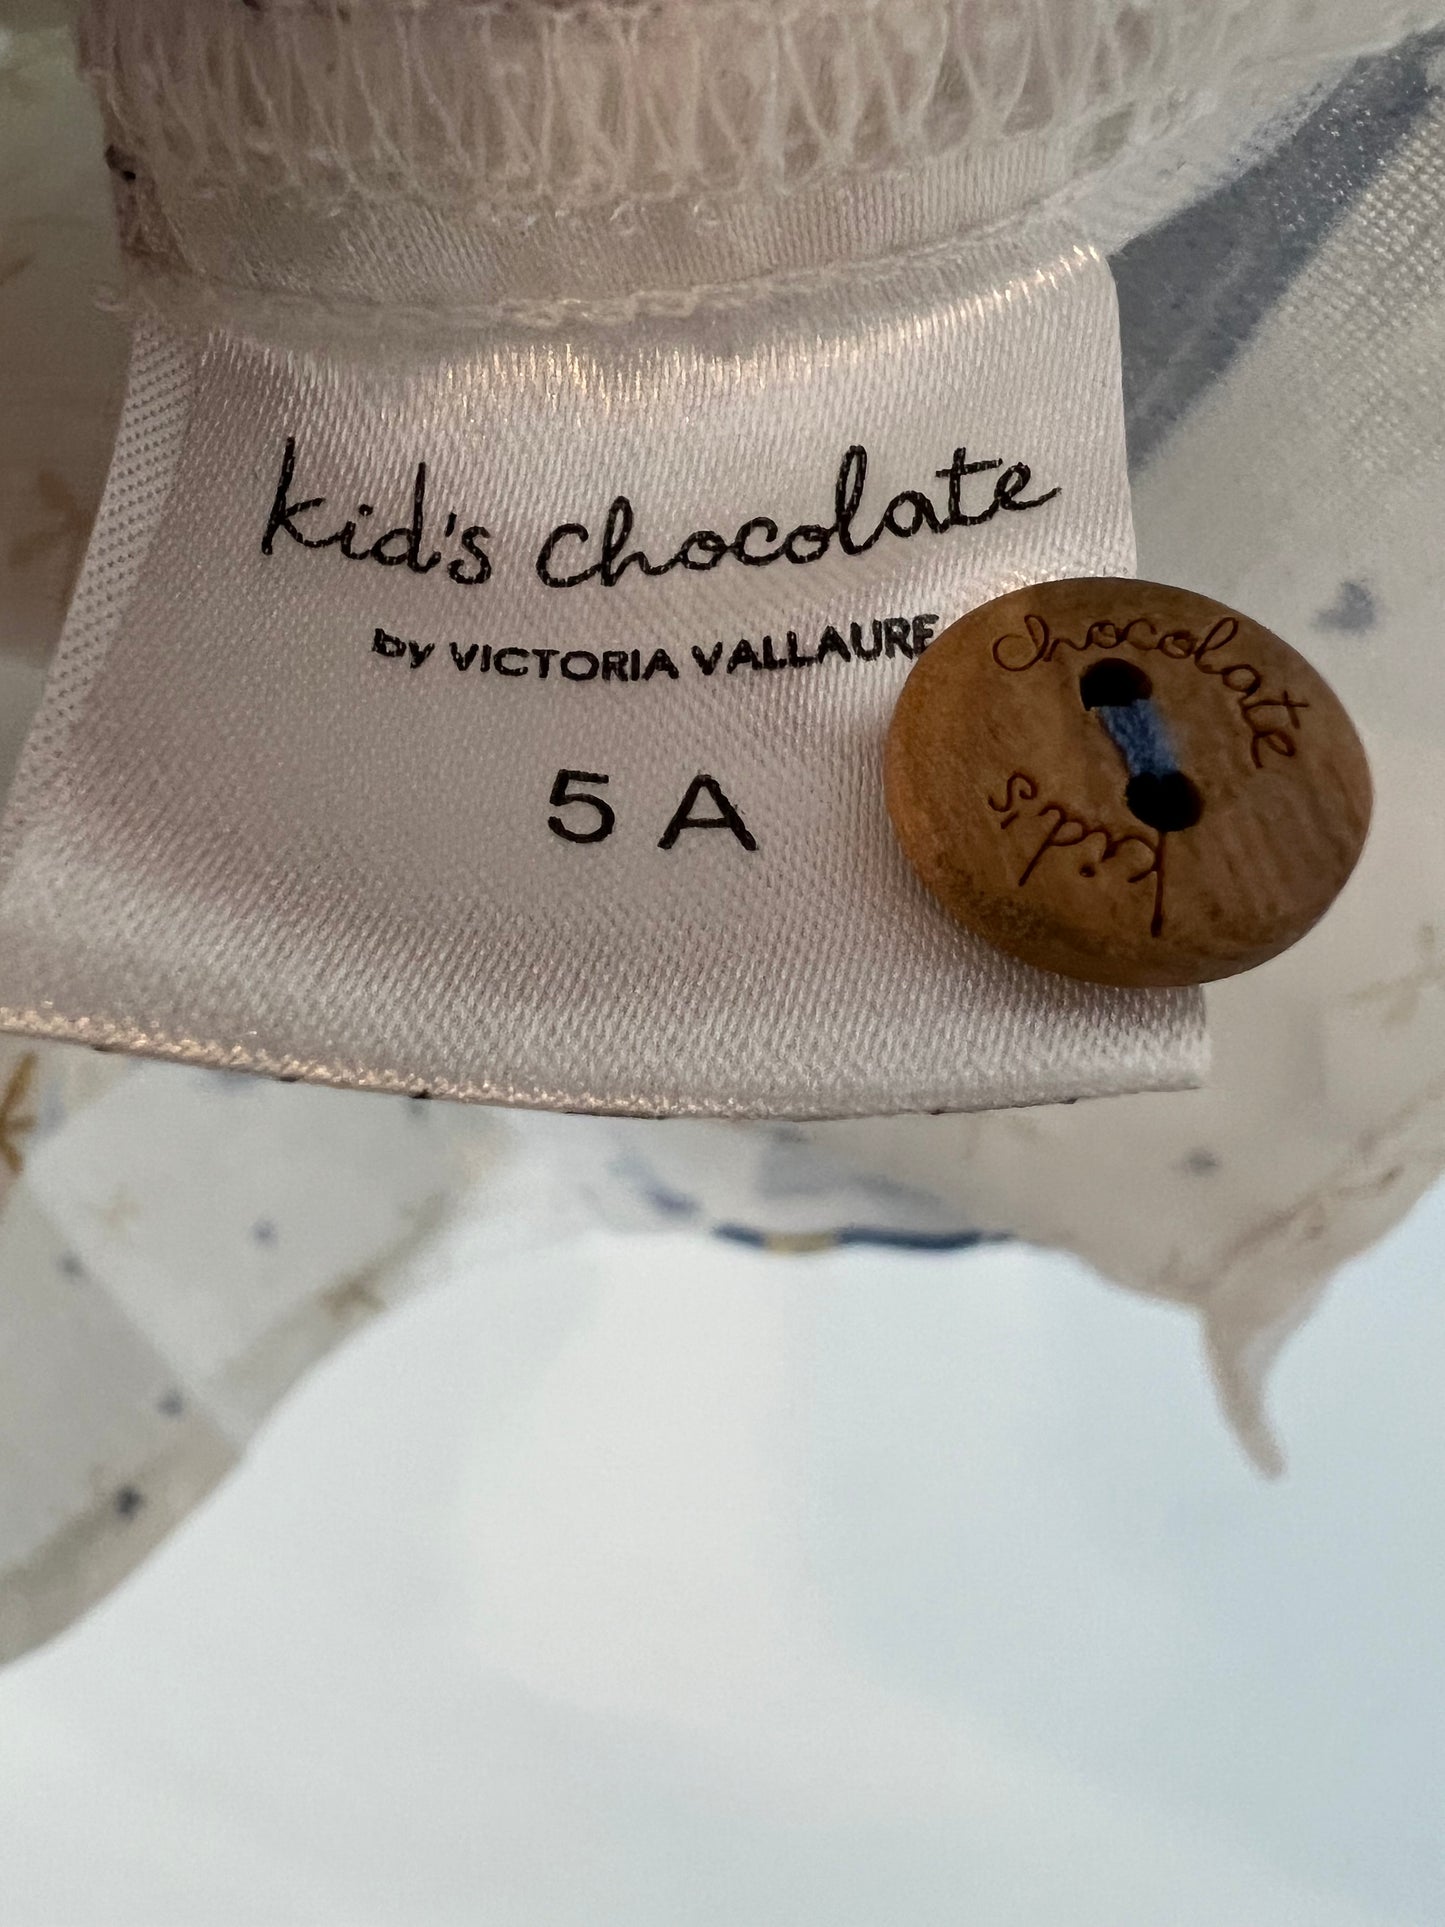 kid's chocolate
by VICTORIA VALLAURE
5 A
chocolate
kid's